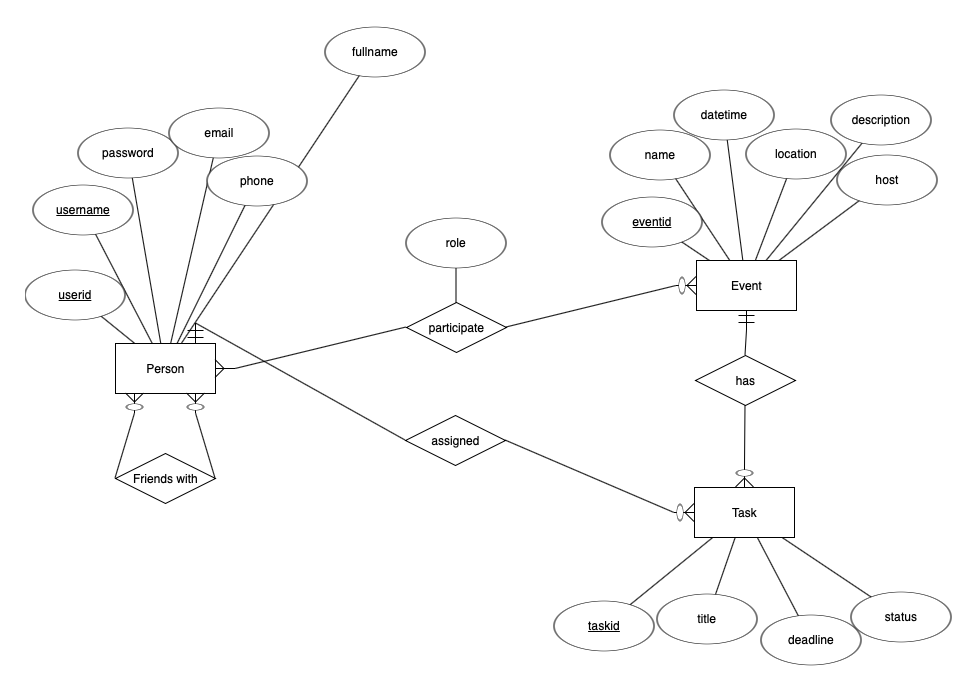 fullname
email
password
phone
username
userid
datetime
description
name
location
host
eventid
role
Event
participate
Person
has
assigned
Friends with
Task
taskid
title
deadline
status